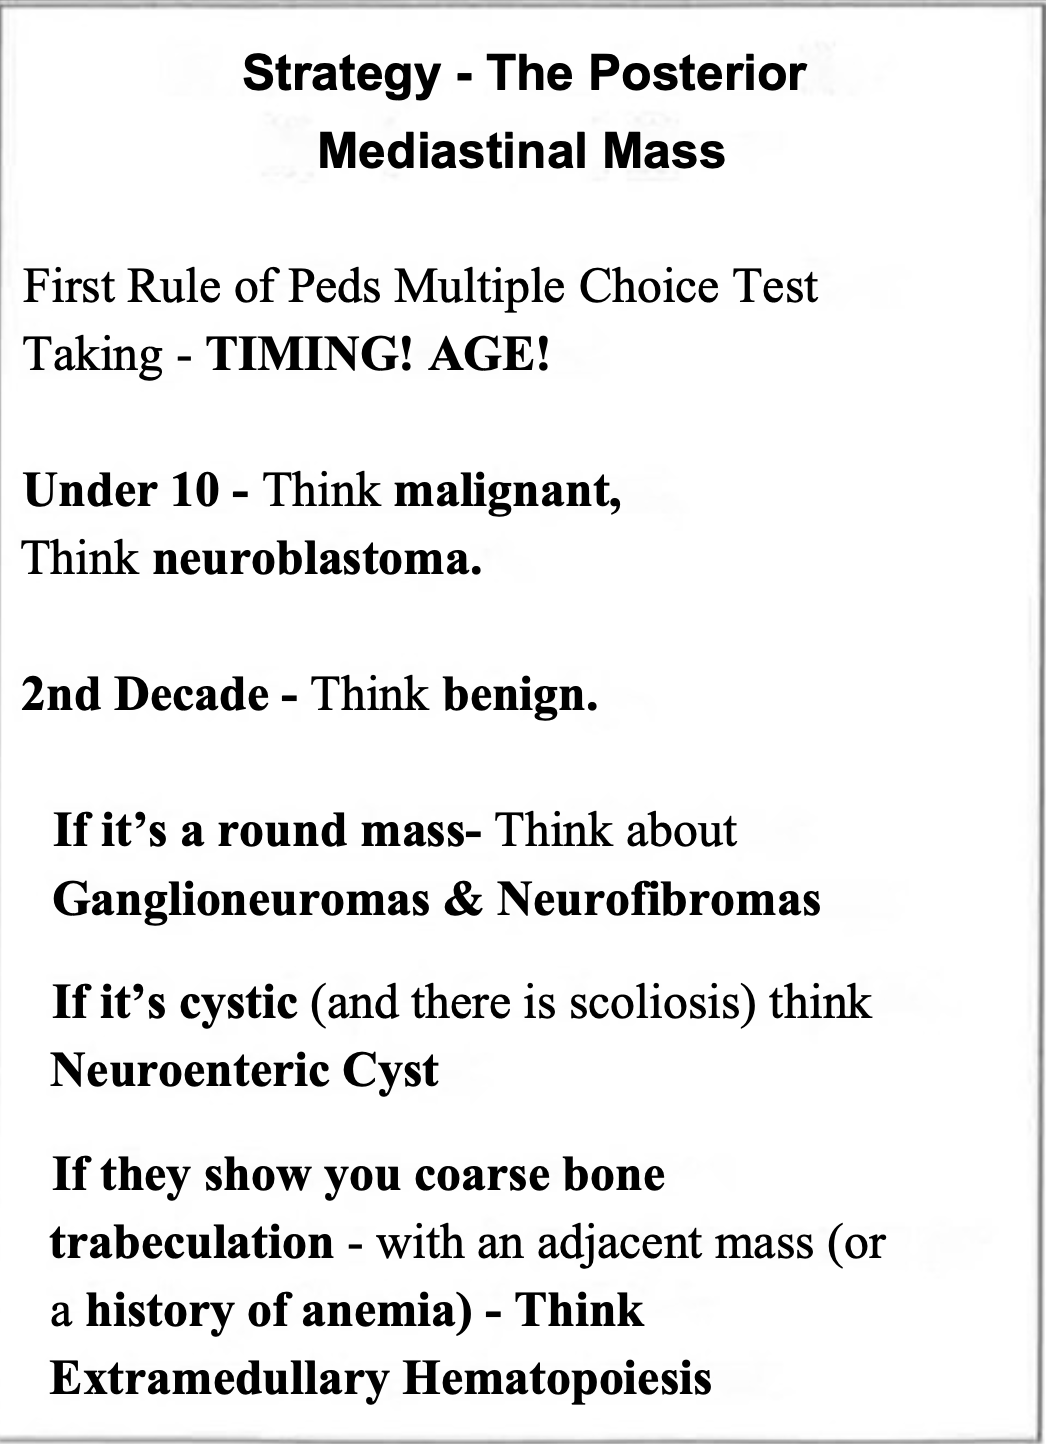 Strategy - The Posterior
Mediastinal Mass
First Rule of Peds Multiple Choice Test
Taking - TIMING! AGE!
Under 10 - Think malignant,
Think neuroblastoma.
2nd Decade - Think benign.
If it’s a round mass- Think about
Ganglioneuromas & Neurofibromas
If it’s cystic (and there is scoliosis) think
Neuroenteric Cyst
If they show you coarse bone
trabeculation - with an adjacent mass (or
a history of anemia) - Think
Extramedullary Hematopoiesis